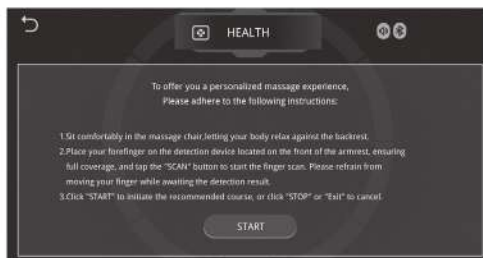 HEALTH
To offer you a personalized massage experience,
Please adhere to the following instructions:
1.Sit comfortably in the massage chair,letting your body relax against the backrest.
2.Place your forefinger on the detection device located on the front of the armrest, ensuring
full coverage, and tap the "SCAN" button to start the finger scan. Please refrain from
moving your finger while awaiting the detection result.
3.Click "START" to initiate the recommended course, or click "STOP" or "Exit" to cancel.
START